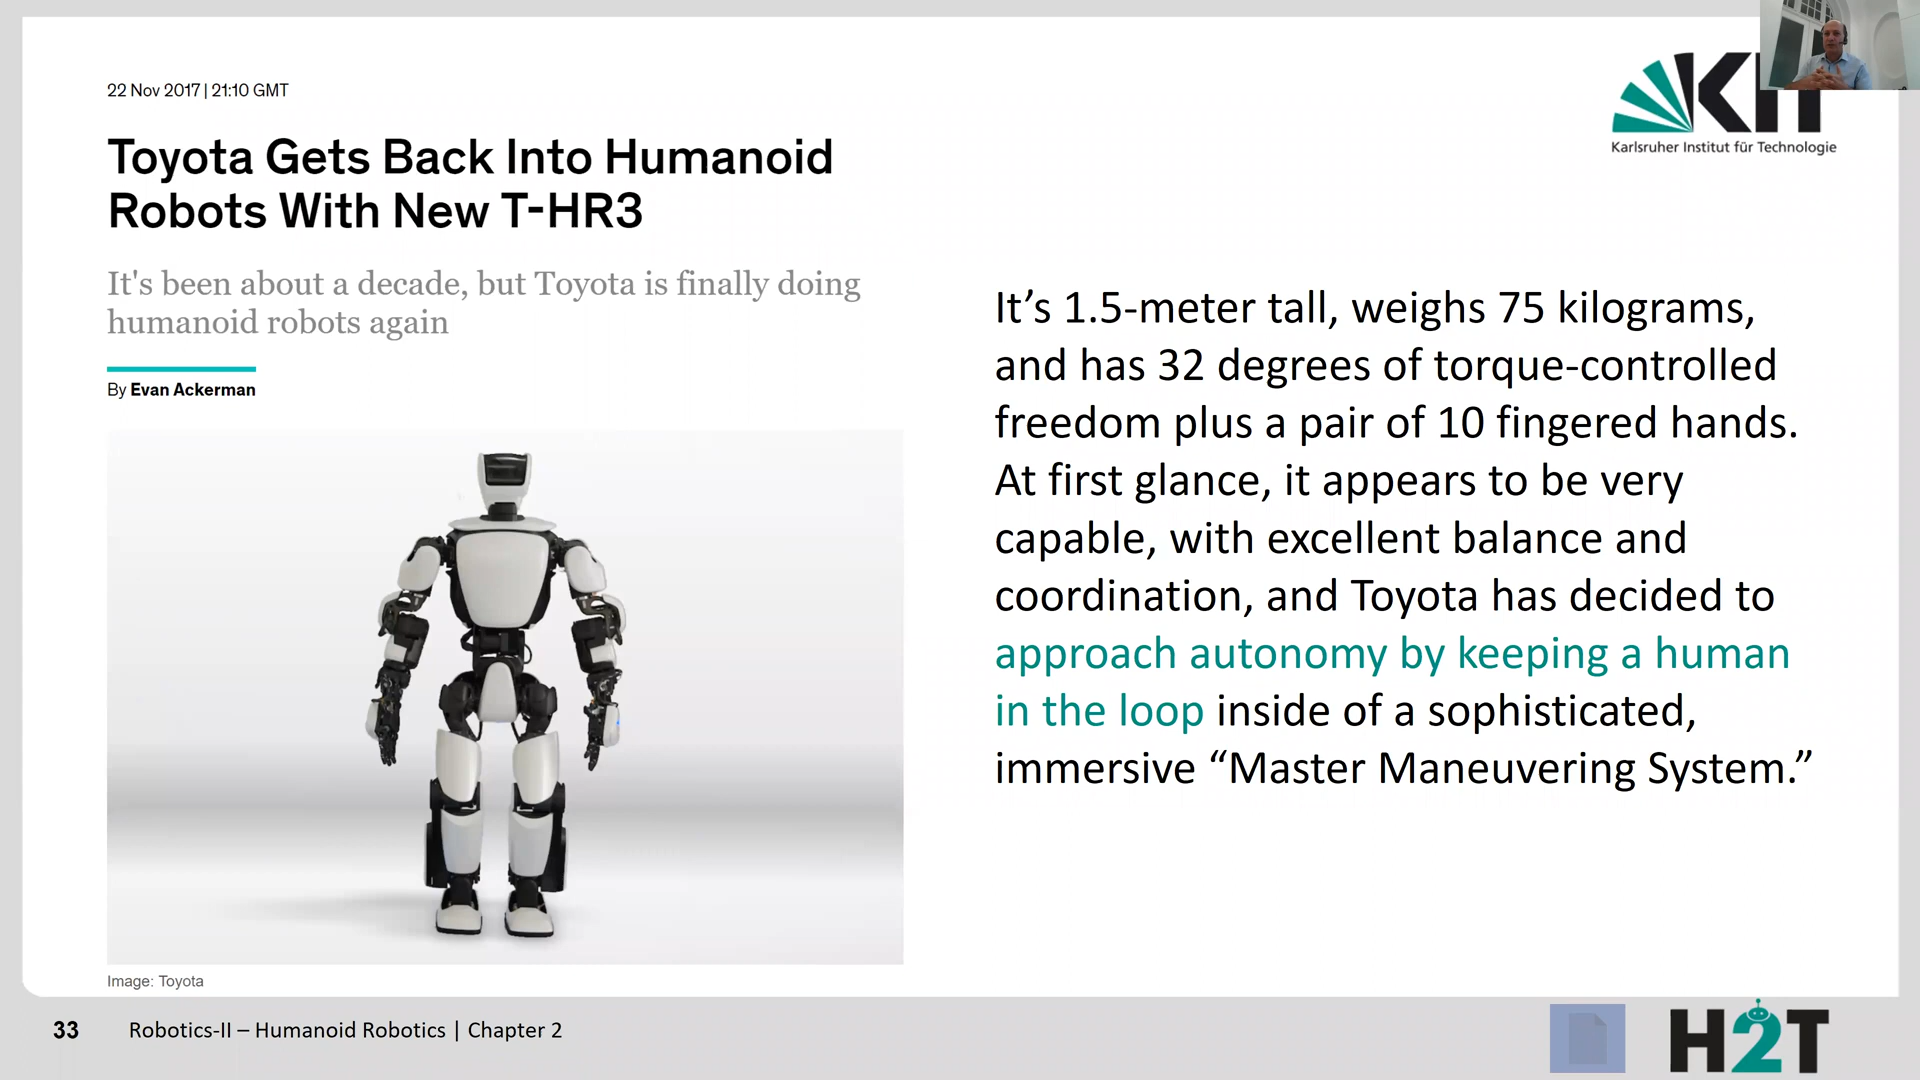 22 Nov 2017 | 21:10 GMT
Toyota Gets Back Into Humanoid
Robots With New T-HR3
It's been about a decade, but Toyota is finally doing
humanoid robots again
By Evan Ackerman
Image: Toyota
KIT
Karlsruher Institut für Technologie
It’s 1.5-meter tall, weighs 75 kilograms,
and has 32 degrees of torque-controlled
freedom plus a pair of 10 fingered hands.
At first glance, it appears to be very
capable, with excellent balance and
coordination, and Toyota has decided to
approach autonomy by keeping a human
in the loop inside of a sophisticated,
immersive “Master Maneuvering System.”
33
Robotics-II – Humanoid Robotics | Chapter 2
H2T